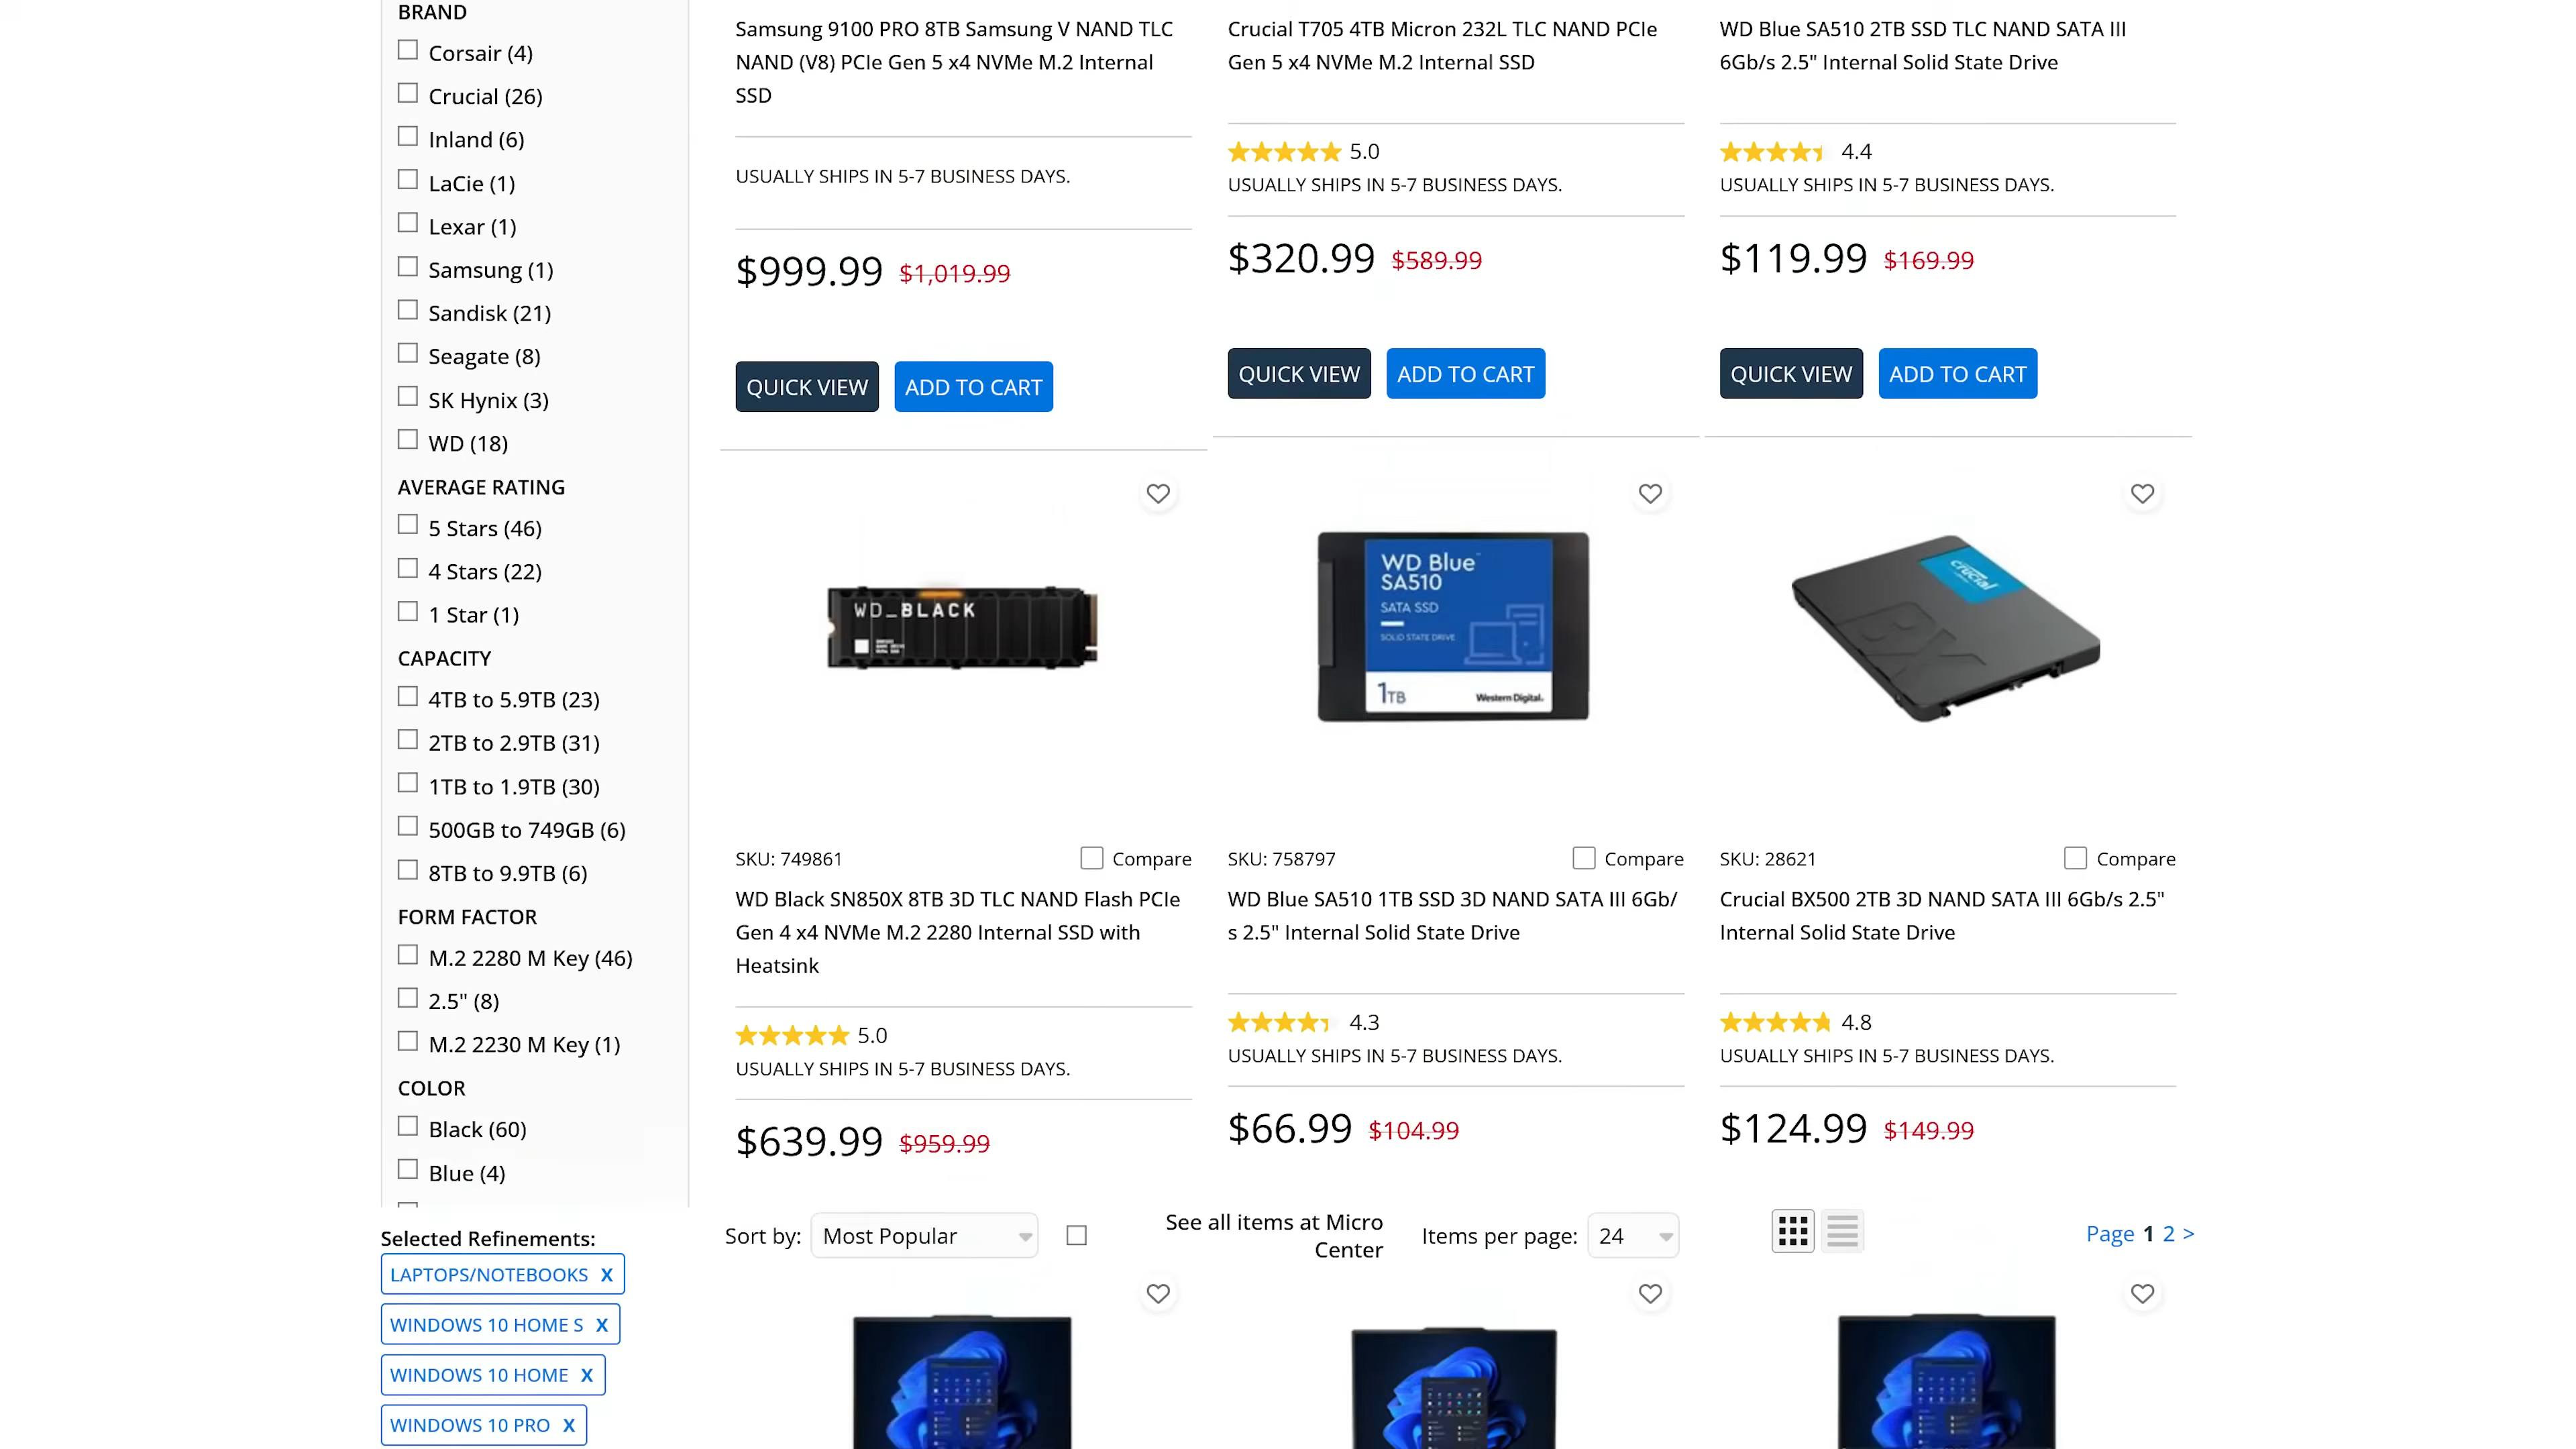 BRAND
Corsair (4)
Crucial (26)
Inland (6)
LaCie (1)
Lexar (1)
Samsung (1)
Sandisk (21)
Seagate (8)
SK Hynix (3)
WD (18)
AVERAGE RATING
5 Stars (46)
4 Stars (22)
1 Star (1)
CAPACITY
4TB to 5.9TB (23)
2TB to 2.9TB (31)
1TB to 1.9TB (30)
500GB to 749GB (6)
8TB to 9.9TB (6)
FORM FACTOR
M.2 2280 M Key (46)
2.5" (8)
M.2 2230 M Key (1)
COLOR
Black (60)
Blue (4)
Samsung 9100 PRO 8TB Samsung V NAND TLC
NAND (V8) PCIe Gen 5 x4 NVMe M.2 Internal
SSD
USUALLY SHIPS IN 5-7 BUSINESS DAYS.
$999.99 $1,019.99
QUICK VIEW ADD TO CART
Crucial T705 4TB Micron 232L TLC NAND PCIe
Gen 5 x4 NVMe M.2 Internal SSD
5.0
USUALLY SHIPS IN 5-7 BUSINESS DAYS.
$320.99 $589.99
QUICK VIEW ADD TO CART
WD Blue SA510 2TB SSD TLC NAND SATA III
6Gb/s 2.5" Internal Solid State Drive
4.4
USUALLY SHIPS IN 5-7 BUSINESS DAYS.
$119.99 $169.99
QUICK VIEW ADD TO CART
WD_BLACK
SKU: 749861 Compare
WD Black SN850X 8TB 3D TLC NAND Flash PCIe
Gen 4 x4 NVMe M.2 2280 Internal SSD with
Heatsink
5.0
USUALLY SHIPS IN 5-7 BUSINESS DAYS.
$639.99 $959.99
WD Blue
SA510
SATA SSD
SOLID STATE DRIVE
1TB Western Digital.
SKU: 758797 Compare
WD Blue SA510 1TB SSD 3D NAND SATA III 6Gb/
s 2.5" Internal Solid State Drive
4.3
USUALLY SHIPS IN 5-7 BUSINESS DAYS.
$66.99 $104.99
crucial
BX
SKU: 28621 Compare
Crucial BX500 2TB 3D NAND SATA III 6Gb/s 2.5"
Internal Solid State Drive
4.8
USUALLY SHIPS IN 5-7 BUSINESS DAYS.
$124.99 $149.99
Selected Refinements:
LAPTOPS/NOTEBOOKS X
WINDOWS 10 HOME S X
WINDOWS 10 HOME X
WINDOWS 10 PRO X
Sort by: Most Popular
See all items at Micro
Center
Items per page: 24
Page 1 2 >